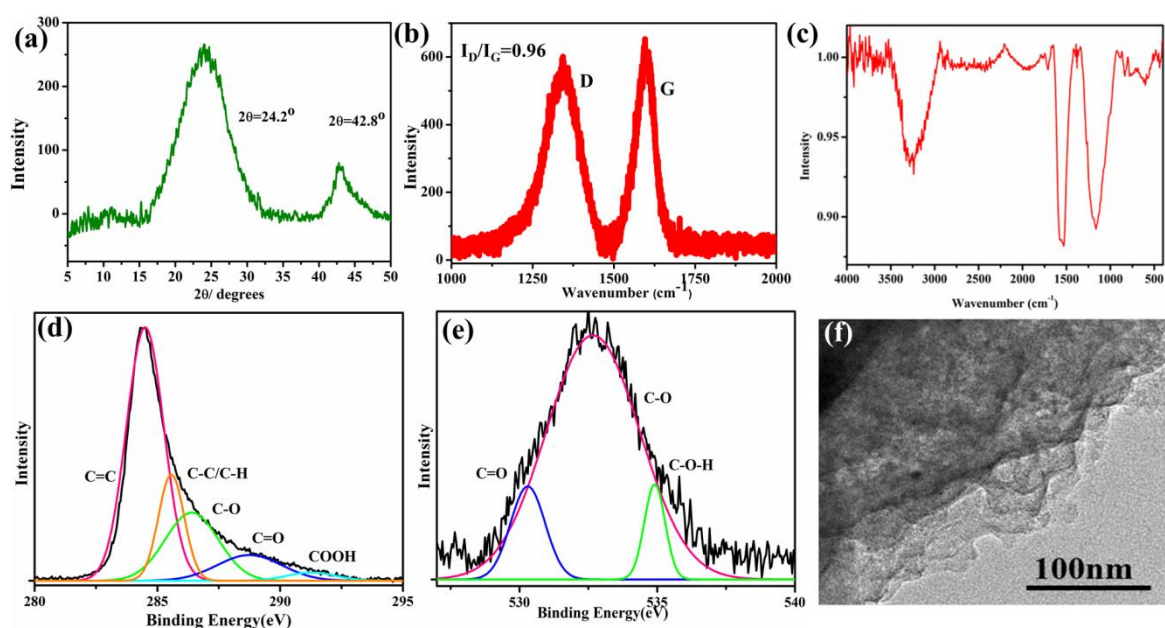 (a)
300
250
200
150
100
50
0
Intensity
2θ=24.2°
2θ=42.8°
5 10 15 20 25 30 35 40 45 50
2θ/ degrees
(b)
I_D/I_G=0.96
D
G
600
400
200
0
Intensity
1000 1250 1500 1750 2000
Wavenumber (cm⁻¹)
(c)
1.00
0.95
0.90
Intensity
4000 3500 3000 2500 2000 1500 1000 500
Wavenumber (cm⁻¹)
(d)
Intensity
C=C
C-C/C-H
C-O
C=O
COOH
280 285 290 295
Binding Energy(eV)
(e)
Intensity
C=O
C-O
C-O-H
530 535 540
Binding Energy(eV)
(f)
100nm